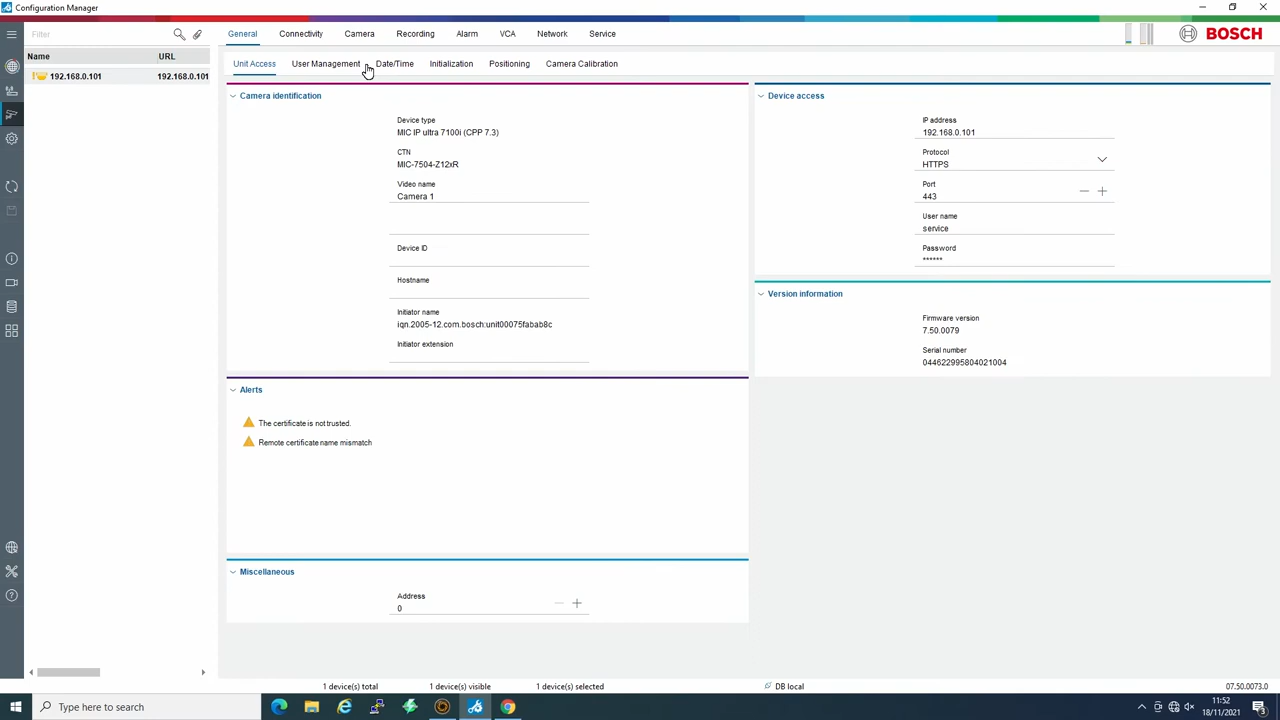 Configuration Manager
Filter
General Connectivity Camera Recording Alarm VCA Network Service
BOSCH
Name URL
192.168.0.101 192.168.0.101
Unit Access User Management Date/Time Initialization Positioning Camera Calibration
Camera identification
Device type
MIC IP ultra 7100i (CPP 7.3)
CTN
MIC-7504-Z12xR
Video name
Camera 1
Device ID
Hostname
Initiator name
iqn.2005-12.com.bosch:unit00075fabab8c
Initiator extension
Alerts
The certificate is not trusted.
Remote certificate name mismatch
Miscellaneous
Address
0
Device access
IP address
192.168.0.101
Protocol
HTTPS
Port
443
User name
service
Password
******
Version information
Firmware version
7.50.0079
Serial number
044622995804021004
1 device(s) total 1 device(s) visible 1 device(s) selected DB local 07.50.0073.0
Type here to search
11:52
18/11/2021
3